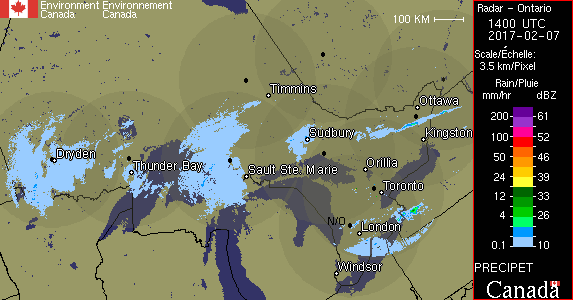 Environment Environnement
Canada Canada
100 KM
Timmins
Ottawa
Sudbury
Kingston
Dryden
Thunder Bay
Sault Ste. Marie
Orillia
Toronto
N/O
London
Windsor
Radar - Ontario
1400 UTC
2017-02-07
Scale/Échelle:
3.5 km/Pixel
Rain/Pluie
mm/hr dBZ
200 61
100 52
50 46
24 39
12 34
4 26
0.1 10
PRECIPET
Canada